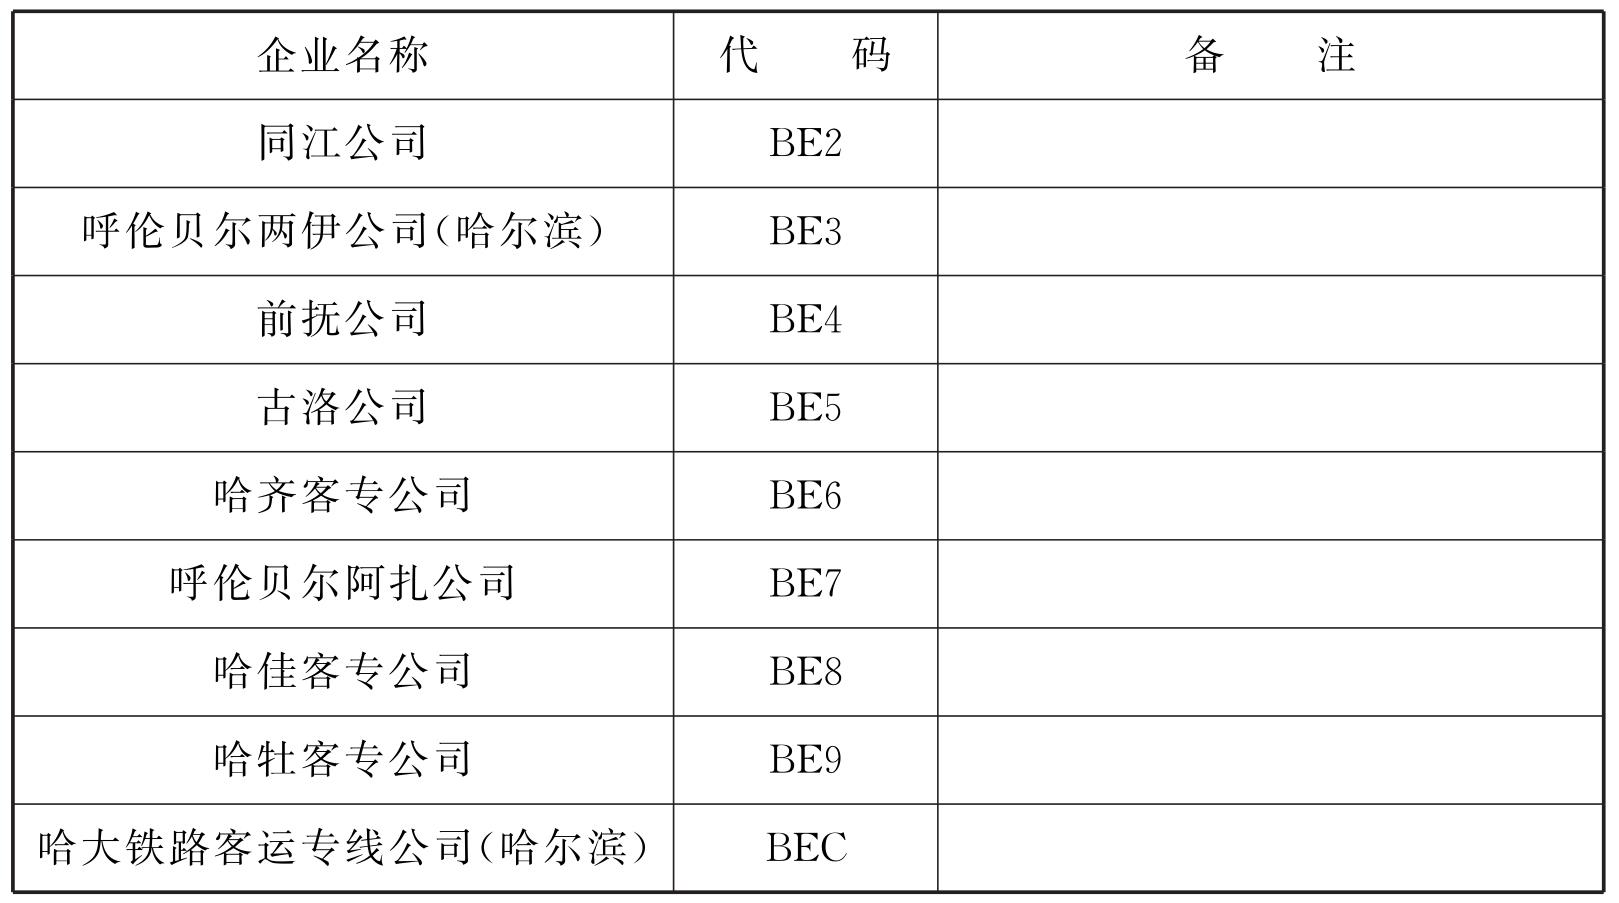 企业名称 代 码 备 注
同江公司 BE2
呼伦贝尔两伊公司(哈尔滨) BE3
前抚公司 BE4
古洛公司 BE5
哈齐客专公司 BE6
呼伦贝尔阿扎公司 BE7
哈佳客专公司 BE8
哈牡客专公司 BE9
哈大铁路客运专线公司(哈尔滨) BEC